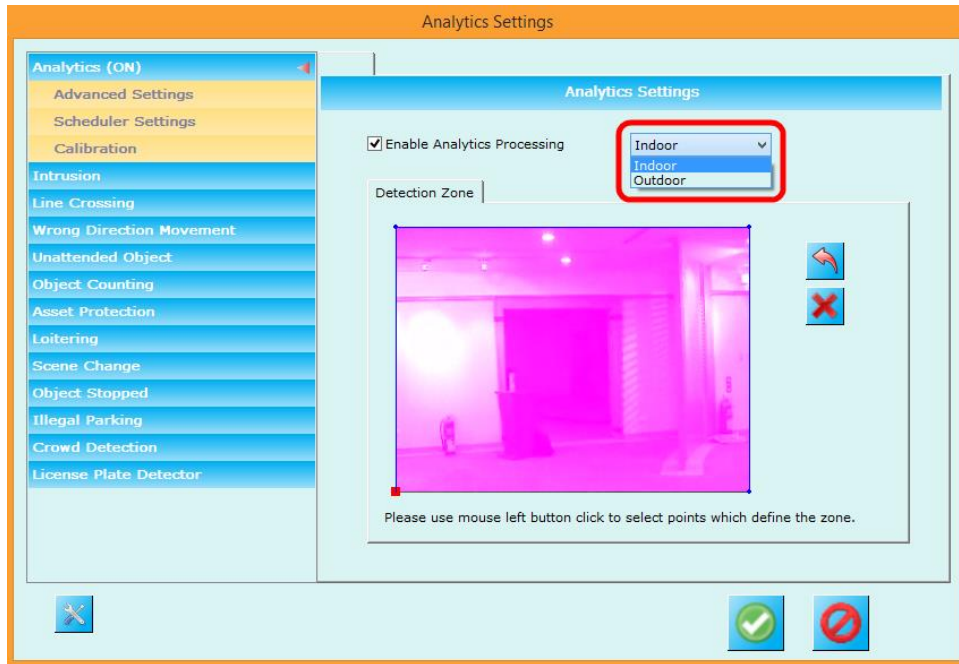 Analytics Settings
Analytics (ON)
Advanced Settings
Scheduler Settings
Calibration
Intrusion
Line Crossing
Wrong Direction Movement
Unattended Object
Object Counting
Asset Protection
Loitering
Scene Change
Object Stopped
Illegal Parking
Crowd Detection
License Plate Detector
Analytics Settings
Enable Analytics Processing
Indoor
Indoor
Outdoor
Detection Zone
Please use mouse left button click to select points which define the zone.